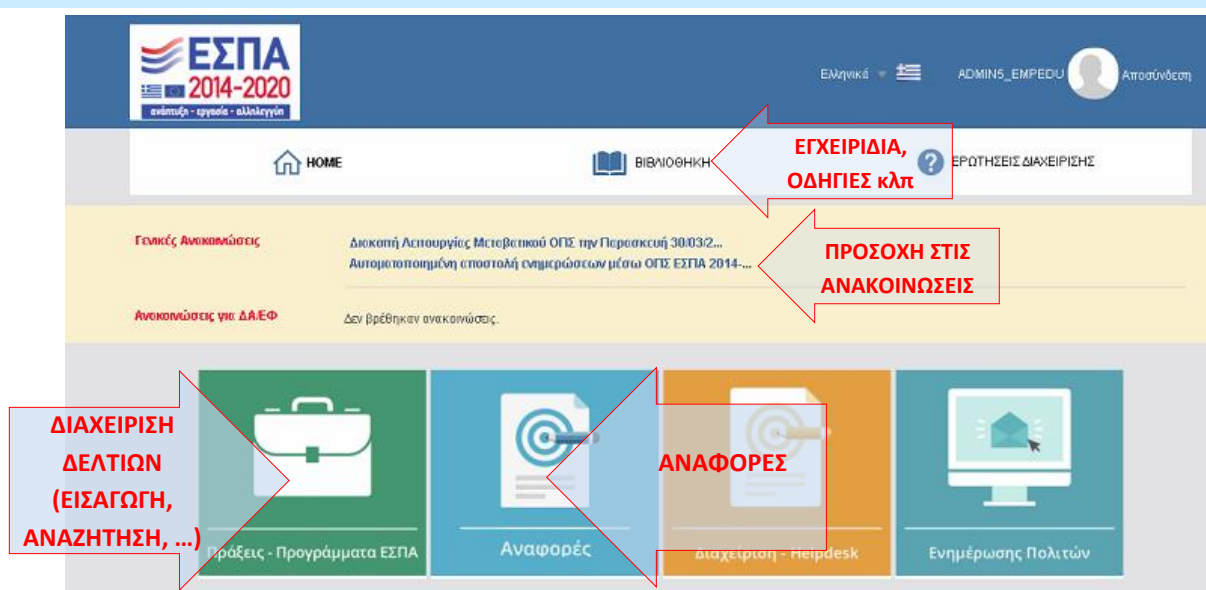 ΕΣΠΑ
2014-2020
ανάπτυξη - εργασία - αλληλεγγύη
Ελληνικά
ADMIN5_EMPEDU
Αποσύνδεση
HOME
ΒΙΒΛΙΟΘΗΚΗ
ΕΓΧΕΙΡΙΔΙΑ,
ΟΔΗΓΙΕΣ κλπ
ΕΡΩΤΗΣΕΙΣ ΔΙΑΧΕΙΡΙΣΗΣ
Γενικές Ανακοινώσεις
Διακοπή Λειτουργίας Μεταβατικού ΟΠΣ την Παρασκευή 30/03/2...
Αυτοματοποιημένη αποστολή ενημερώσεων μέσω ΟΠΣ ΕΣΠΑ 2014-...
ΠΡΟΣΟΧΗ ΣΤΙΣ
ΑΝΑΚΟΙΝΩΣΕΙΣ
Ανακοινώσεις για ΔΑ/ΕΦ
Δεν βρέθηκαν ανακοινώσεις.
ΔΙΑΧΕΙΡΙΣΗ
ΔΕΛΤΙΩΝ
(ΕΙΣΑΓΩΓΗ,
ΑΝΑΖΗΤΗΣΗ, ...)
ΑΝΑΦΟΡΕΣ
Πράξεις - Προγράμματα ΕΣΠΑ
Αναφορές
Διαχείριση - Helpdesk
Ενημέρωσης Πολιτών